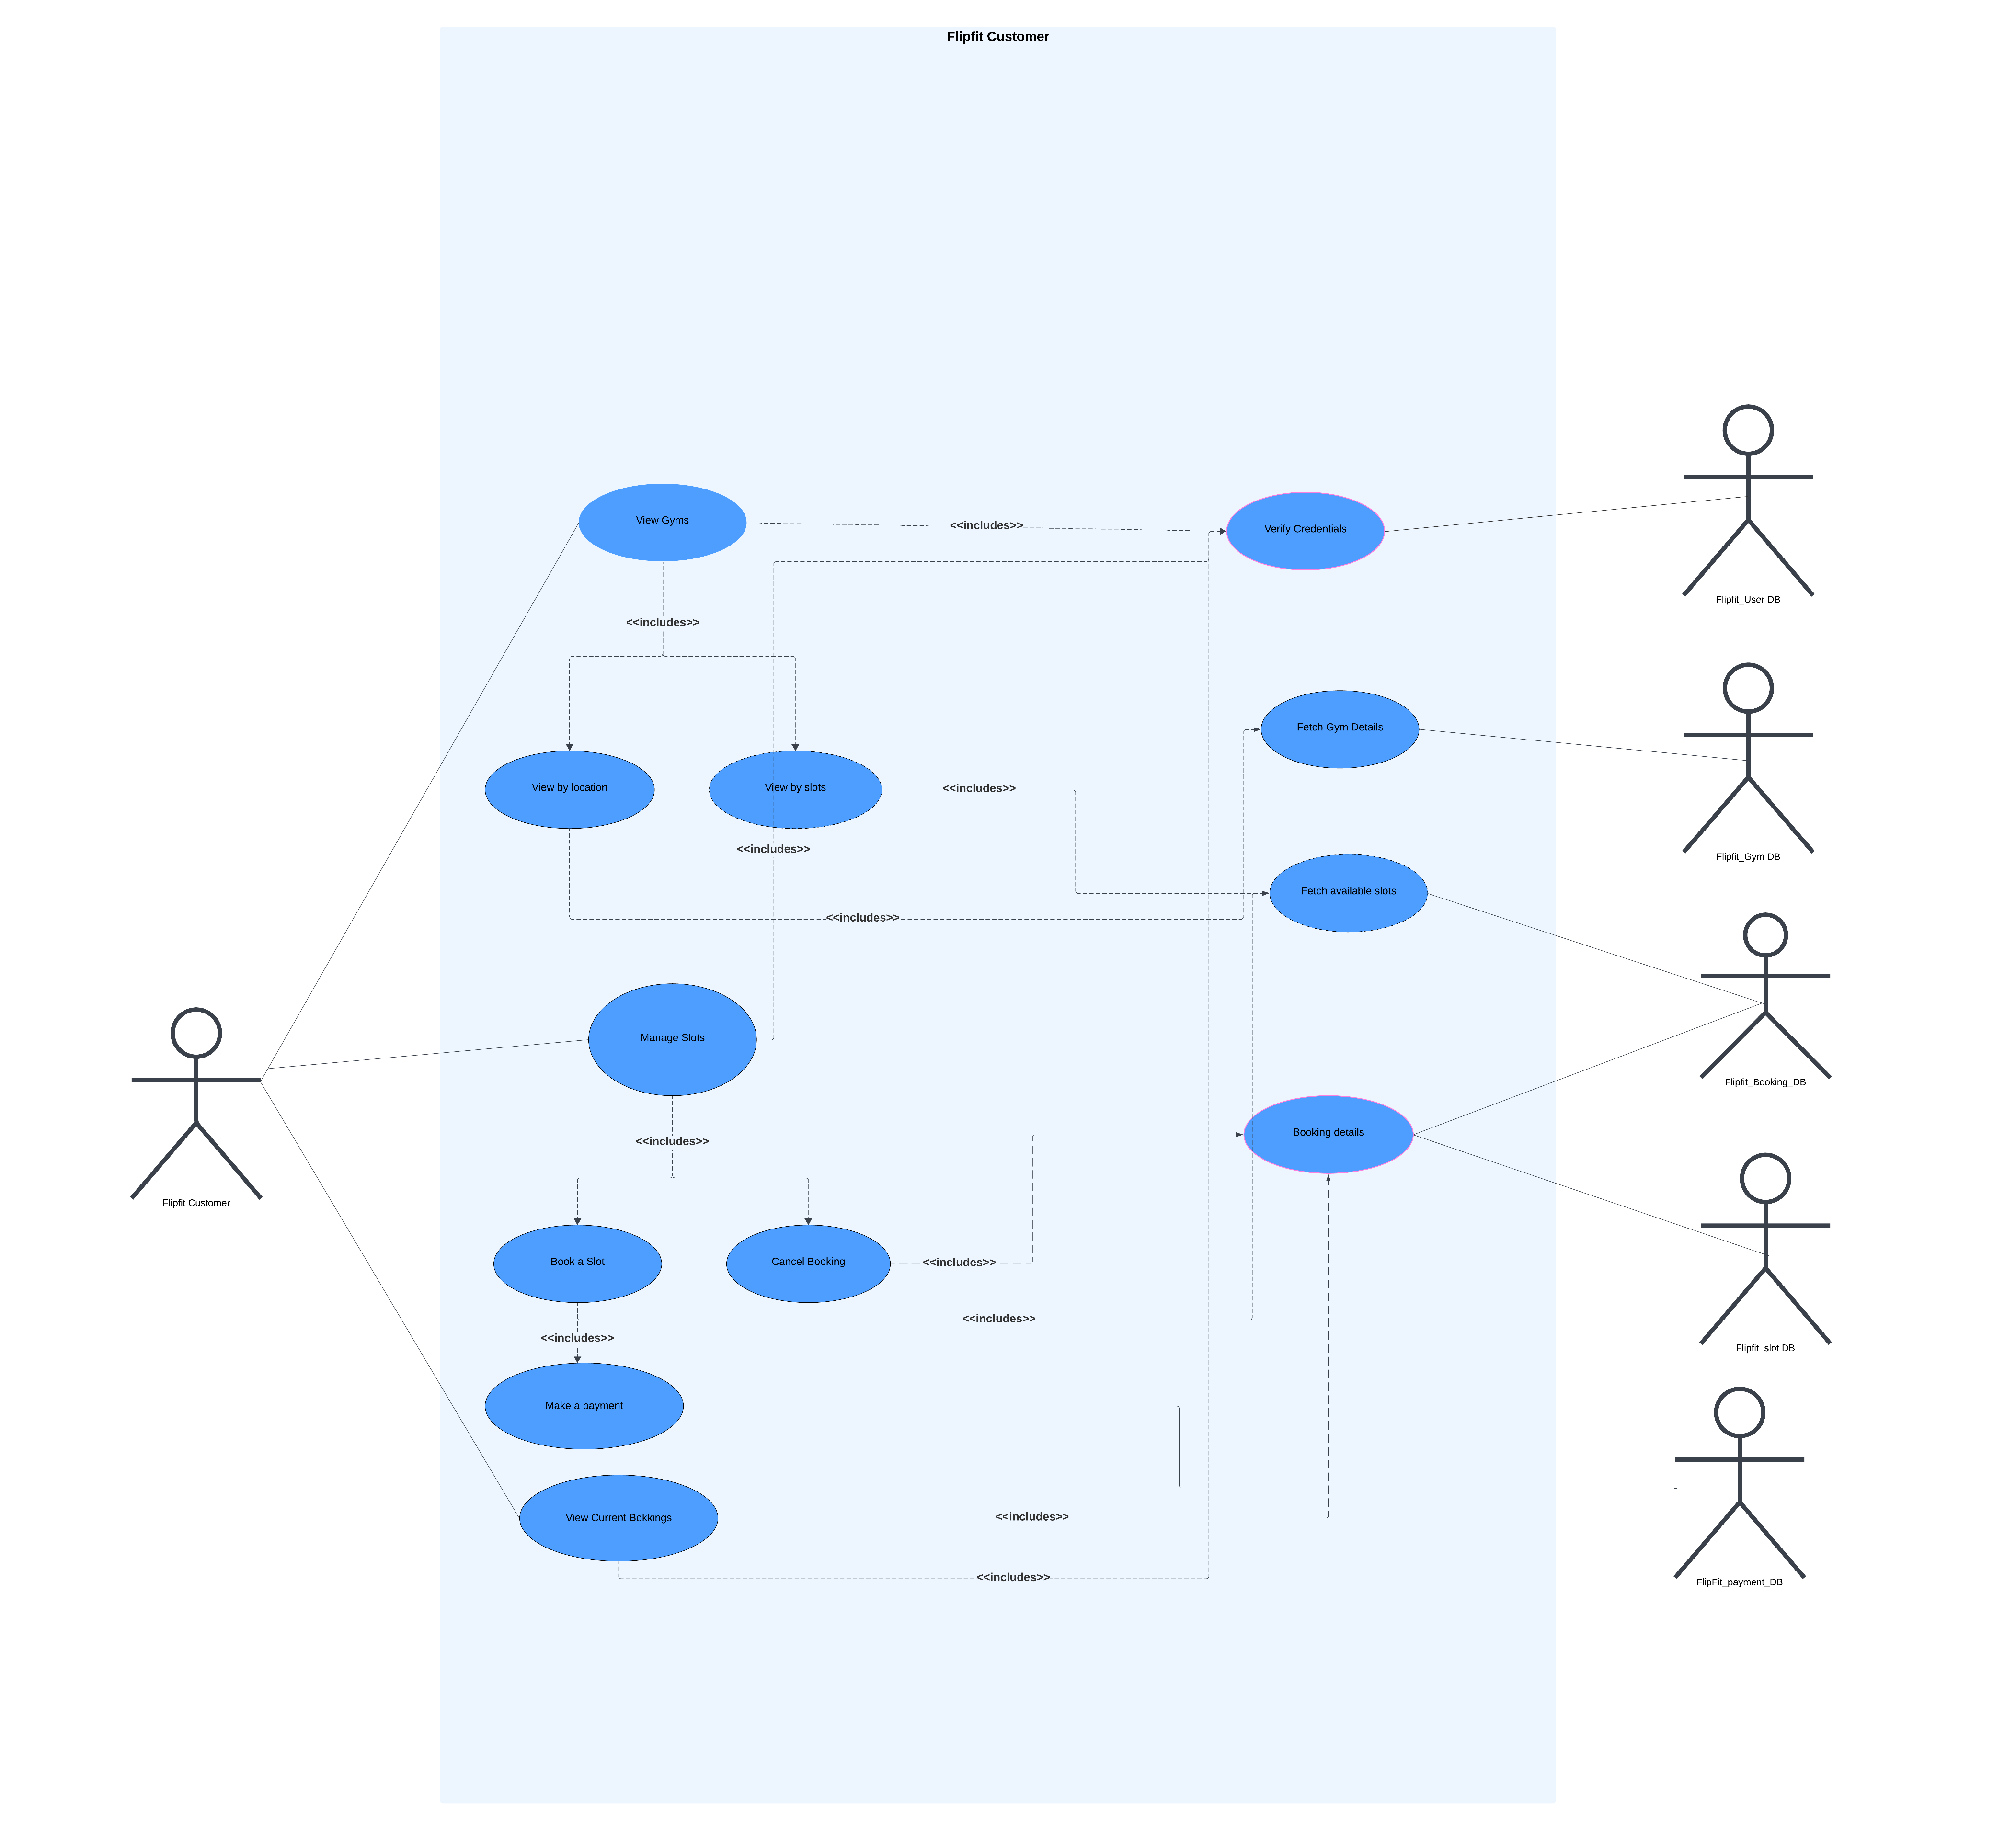 Flipfit Customer
View Gyms
<<includes>>
Verify Credentials
Flipfit_User DB
<<includes>>
Fetch Gym Details
View by location
View by slots
<<includes>>
<<includes>>
Flipfit_Gym DB
Fetch available slots
<<includes>>
Manage Slots
Flipfit_Booking_DB
Booking details
<<includes>>
Flipfit Customer
Book a Slot
Cancel Booking
<<includes>>
<<includes>>
<<includes>>
Flipfit_slot DB
Make a payment
View Current Bokkings
<<includes>>
<<includes>>
FlipFit_payment_DB